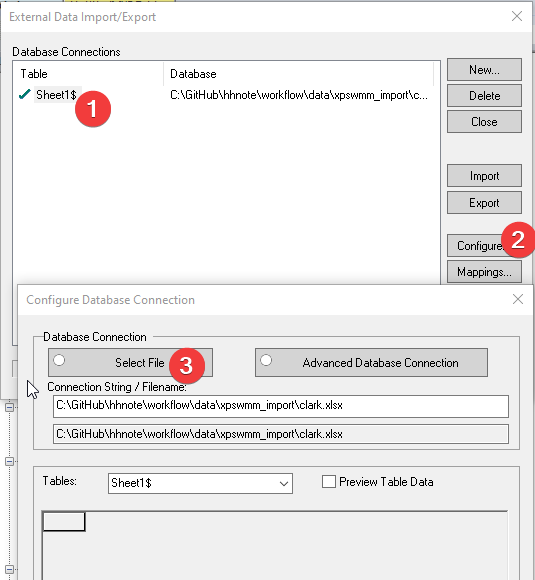 External Data Import/Export
Database Connections
Table Database
Sheet1$ C:\GitHub\hhnote\workflow\data\xpswmm_import\c...
1
New...
Delete
Close
Import
Export
Configure
2
Mappings...
Configure Database Connection
Database Connection
Select File
3
Advanced Database Connection
Connection String / Filename:
C:\GitHub\hhnote\workflow\data\xpswmm_import\clark.xlsx
C:\GitHub\hhnote\workflow\data\xpswmm_import\clark.xlsx
Tables: Sheet1$ Preview Table Data